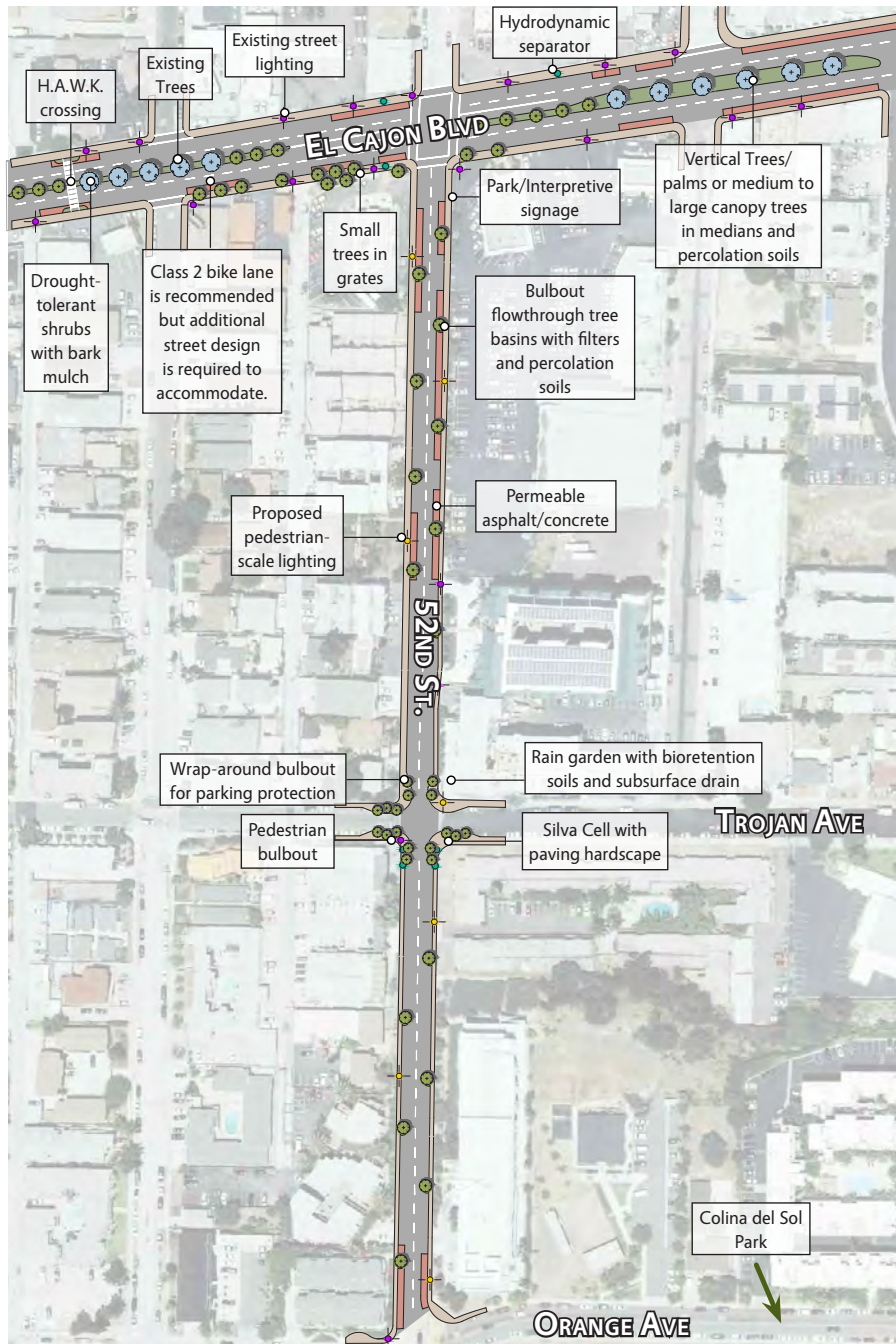 Hydrodynamic
separator
Existing street
lighting
Existing
Trees
H.A.W.K.
crossing
EL CAJON BLVD
Vertical Trees/
palms or medium to
large canopy trees
in medians and
percolation soils
Park/Interpretive
signage
Small
trees in
grates
Drought-
tolerant
shrubs
with bark
mulch
Class 2 bike lane
is recommended
but additional
street design
is required to
accommodate.
Bulbout
flowthrough tree
basins with filters
and percolation
soils
Permeable
asphalt/concrete
Proposed
pedestrian-
scale lighting
52ND ST.
Wrap-around bulbout
for parking protection
Rain garden with bioretention
soils and subsurface drain
TROJAN AVE
Pedestrian
bulbout
Silva Cell with
paving hardscape
Colina del Sol
Park
ORANGE AVE